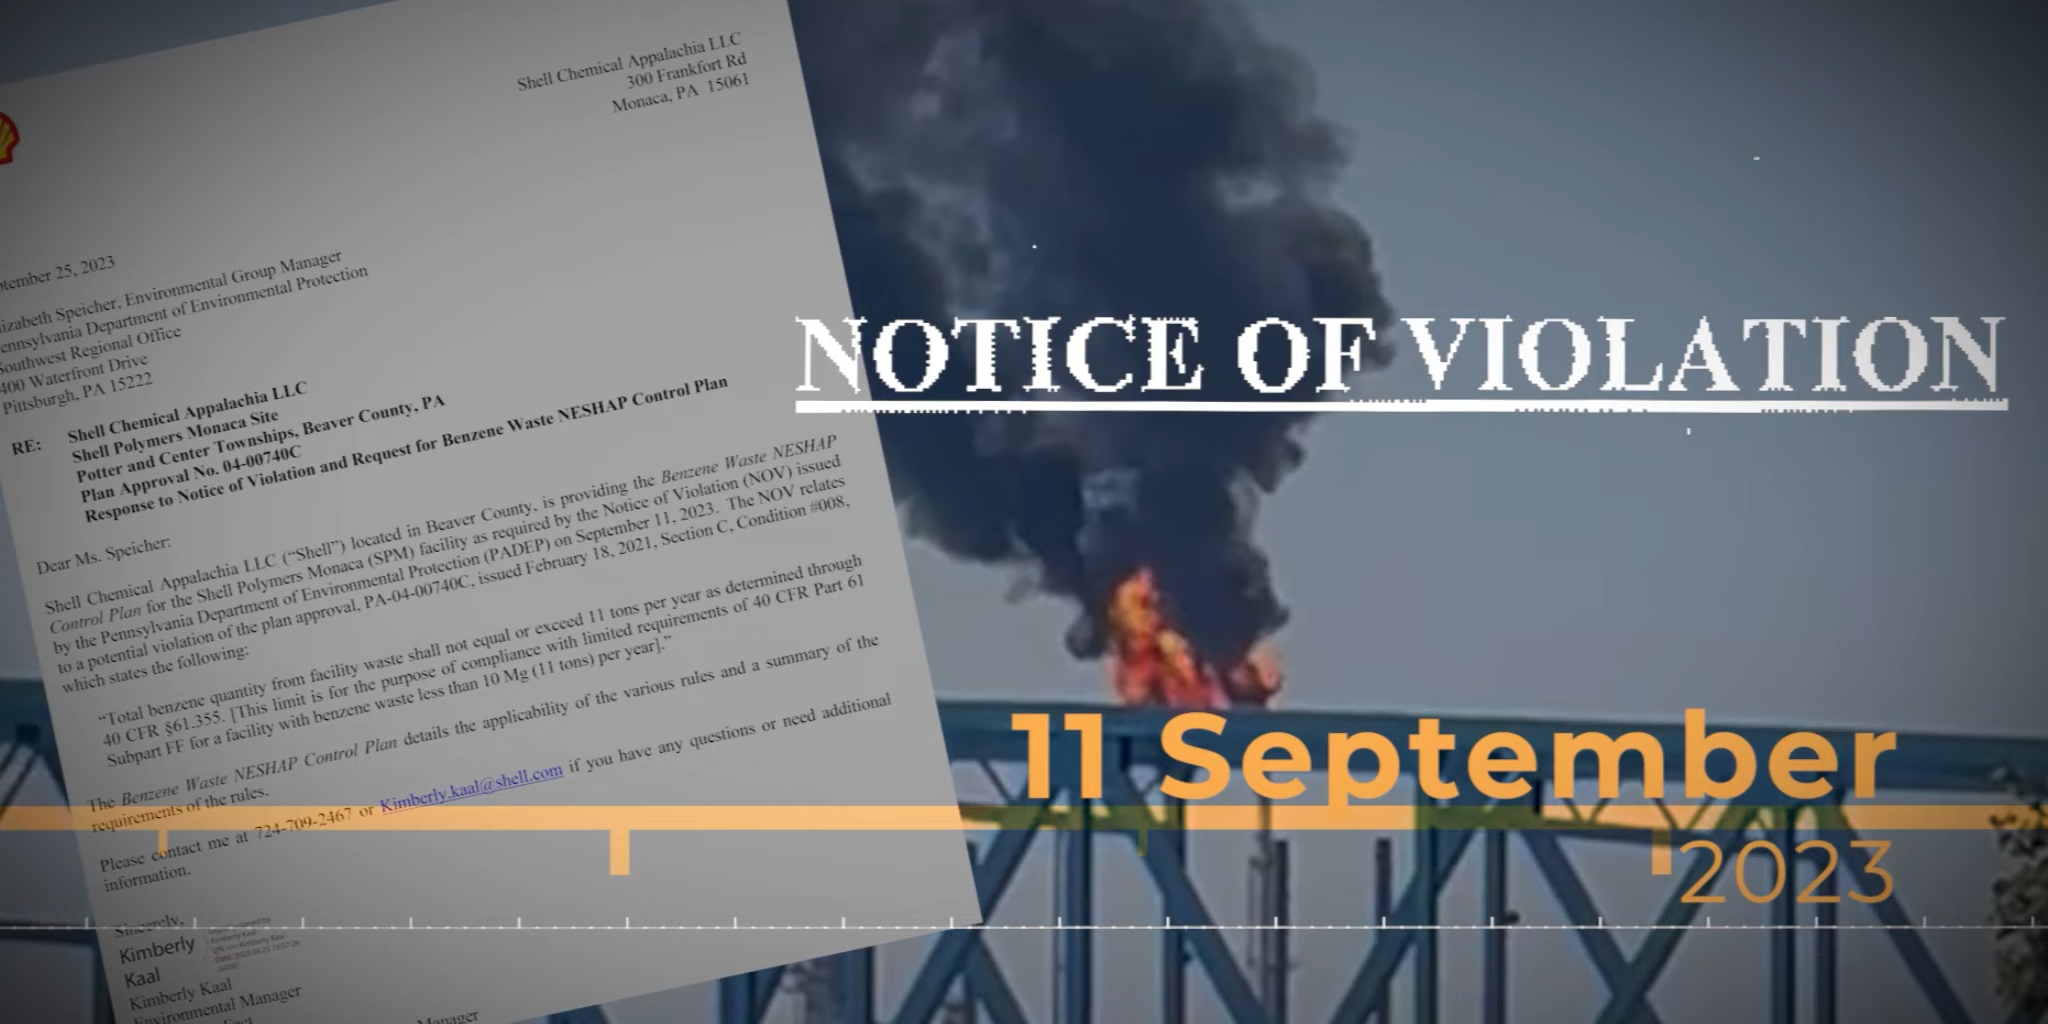 Shell Chemical Appalachia LLC
300 Frankfort Rd
Monaca, PA 15061
25, 2023
Speicher, Environmental Group Manager
Department of Environmental Protection
Southwest Regional Office
400 Waterfront Drive
Pittsburgh, PA 15222
RE: Shell Chemical Appalachia LLC
Shell Polymers Monaca Site
Potter and Center Townships, Beaver County, PA
Plan Approval No. 04-00740C
Response to Notice of Violation and Request for Benzene Waste NESHAP Control Plan
Dear Ms. Speicher:
Shell Chemical Appalachia LLC (“Shell”) located in Beaver County, is providing the Benzene Waste NESHAP
Control Plan for the Shell Polymers Monaca (SPM) facility as required by the Notice of Violation (NOV) issued
by the Pennsylvania Department of Environmental Protection (PADEP) on September 11, 2023. The NOV relates
to a potential violation of the plan approval, PA-04-00740C, issued February 18, 2021, Section C, Condition #008,
which states the following:
“Total benzene quantity from facility waste shall not equal or exceed 11 tons per year as determined through
40 CFR §61.355. [This limit is for the purpose of compliance with limited requirements of 40 CFR Part 61
Subpart FF for a facility with benzene waste less than 10 Mg (11 tons) per year].”
The Benzene Waste NESHAP Control Plan details the applicability of the various rules and a summary of the
requirements of the rules.
Please contact me at 724-709-2467 or Kimberly.kaal@shell.com if you have any questions or need additional
information.
Sincerely,
Kimberly
Kaal
Kimberly Kaal
Environmental Manager
Manager
NOTICE OF VIOLATION
11 September
2023